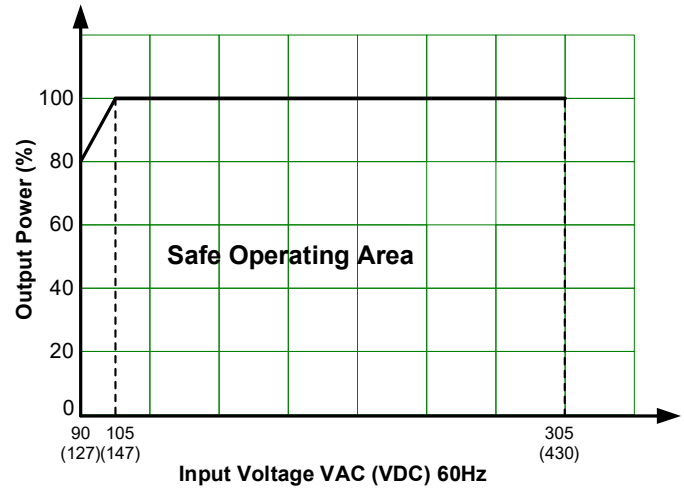 100
80
60
40
20
0
Output Power (%)
Safe Operating Area
90 105 305
(127)(147) (430)
Input Voltage VAC (VDC) 60Hz